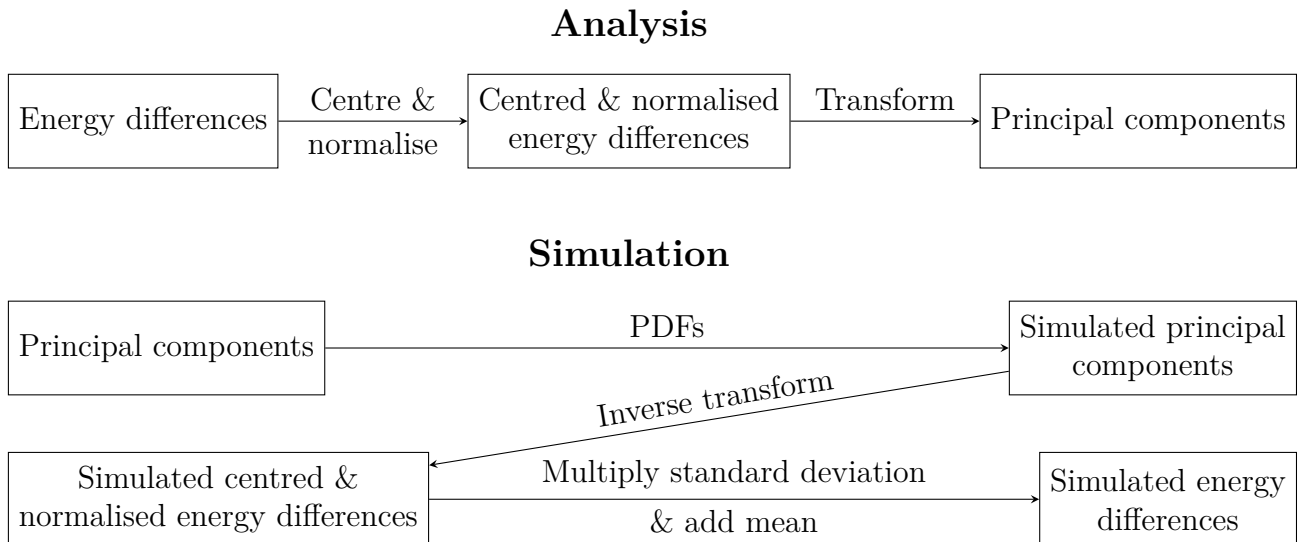 Analysis
Energy differences
Centre &
normalise
Centred & normalised
energy differences
Transform
Principal components
Simulation
Principal components
PDFs
Simulated principal
components
Inverse transform
Simulated centred &
normalised energy differences
Multiply standard deviation
& add mean
Simulated energy
differences